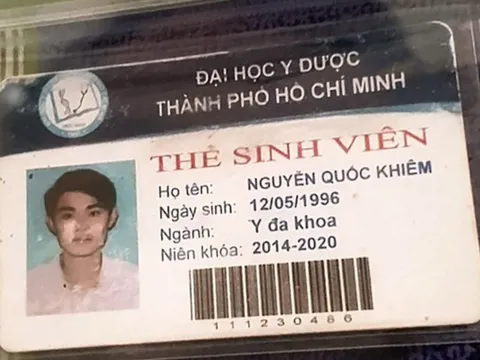 ĐẠI HỌC Y DƯỢC
THÀNH PHỐ HỒ CHÍ MINH
THẺ SINH VIÊN
Họ tên: NGUYỄN QUỐC KHIÊM
Ngày sinh: 12/05/1996
Ngành: Y đa khoa
Niên khóa: 2014-2020
111230486